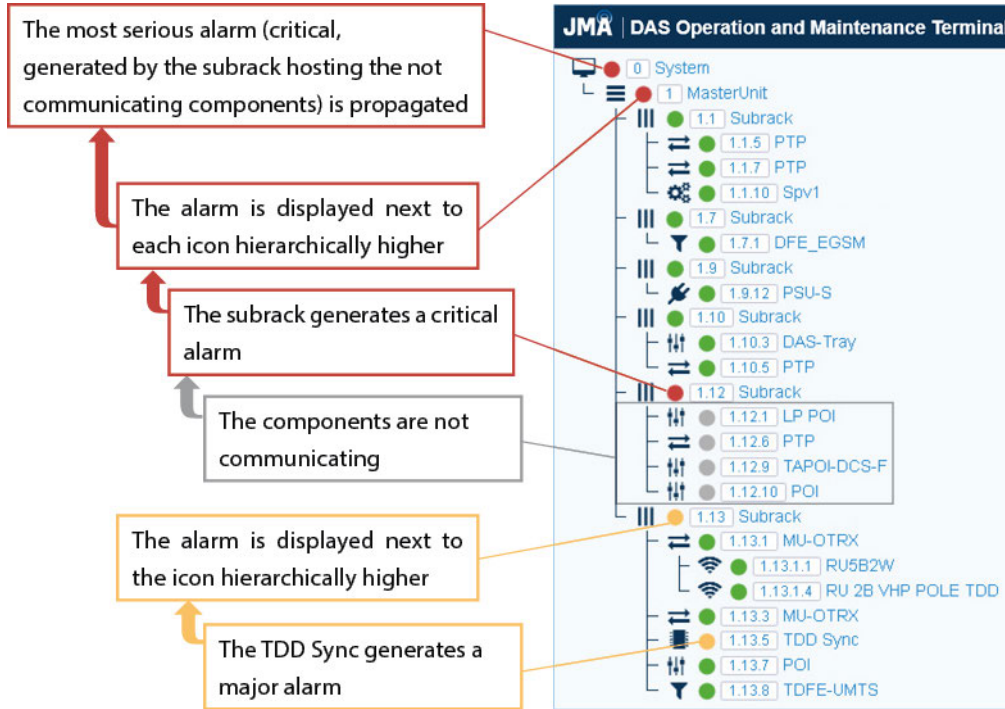 The most serious alarm (critical,
generated by the subrack hosting the not
communicating components) is propagated
The alarm is displayed next to
each icon hierarchically higher
The subrack generates a critical
alarm
The components are not
communicating
The alarm is displayed next to
the icon hierarchically higher
The TDD Sync generates a
major alarm
JMA DAS Operation and Maintenance Terminal
0 System
1 MasterUnit
1.1 Subrack
1.1.5 PTP
1.1.7 PTP
1.1.10 Spv1
1.7 Subrack
1.7.1 DFE_EGSM
1.9 Subrack
1.9.12 PSU-S
1.10 Subrack
1.10.3 DAS-Tray
1.10.5 PTP
1.12 Subrack
1.12.1 LP POI
1.12.6 PTP
1.12.9 TAPOI-DCS-F
1.12.10 POI
1.13 Subrack
1.13.1 MU-OTRX
1.13.1.1 RU5B2W
1.13.1.4 RU 2B VHP POLE TDD
1.13.3 MU-OTRX
1.13.5 TDD Sync
1.13.7 POI
1.13.8 TDFE-UMTS